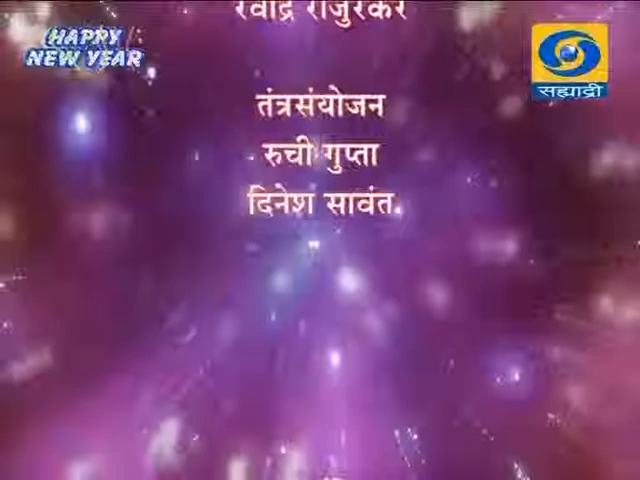 रवींद्र राजुरकर
HAPPY
NEW YEAR
सह्याद्री
तंत्रसंयोजन
रुची गुप्ता
दिनेश सावंत.